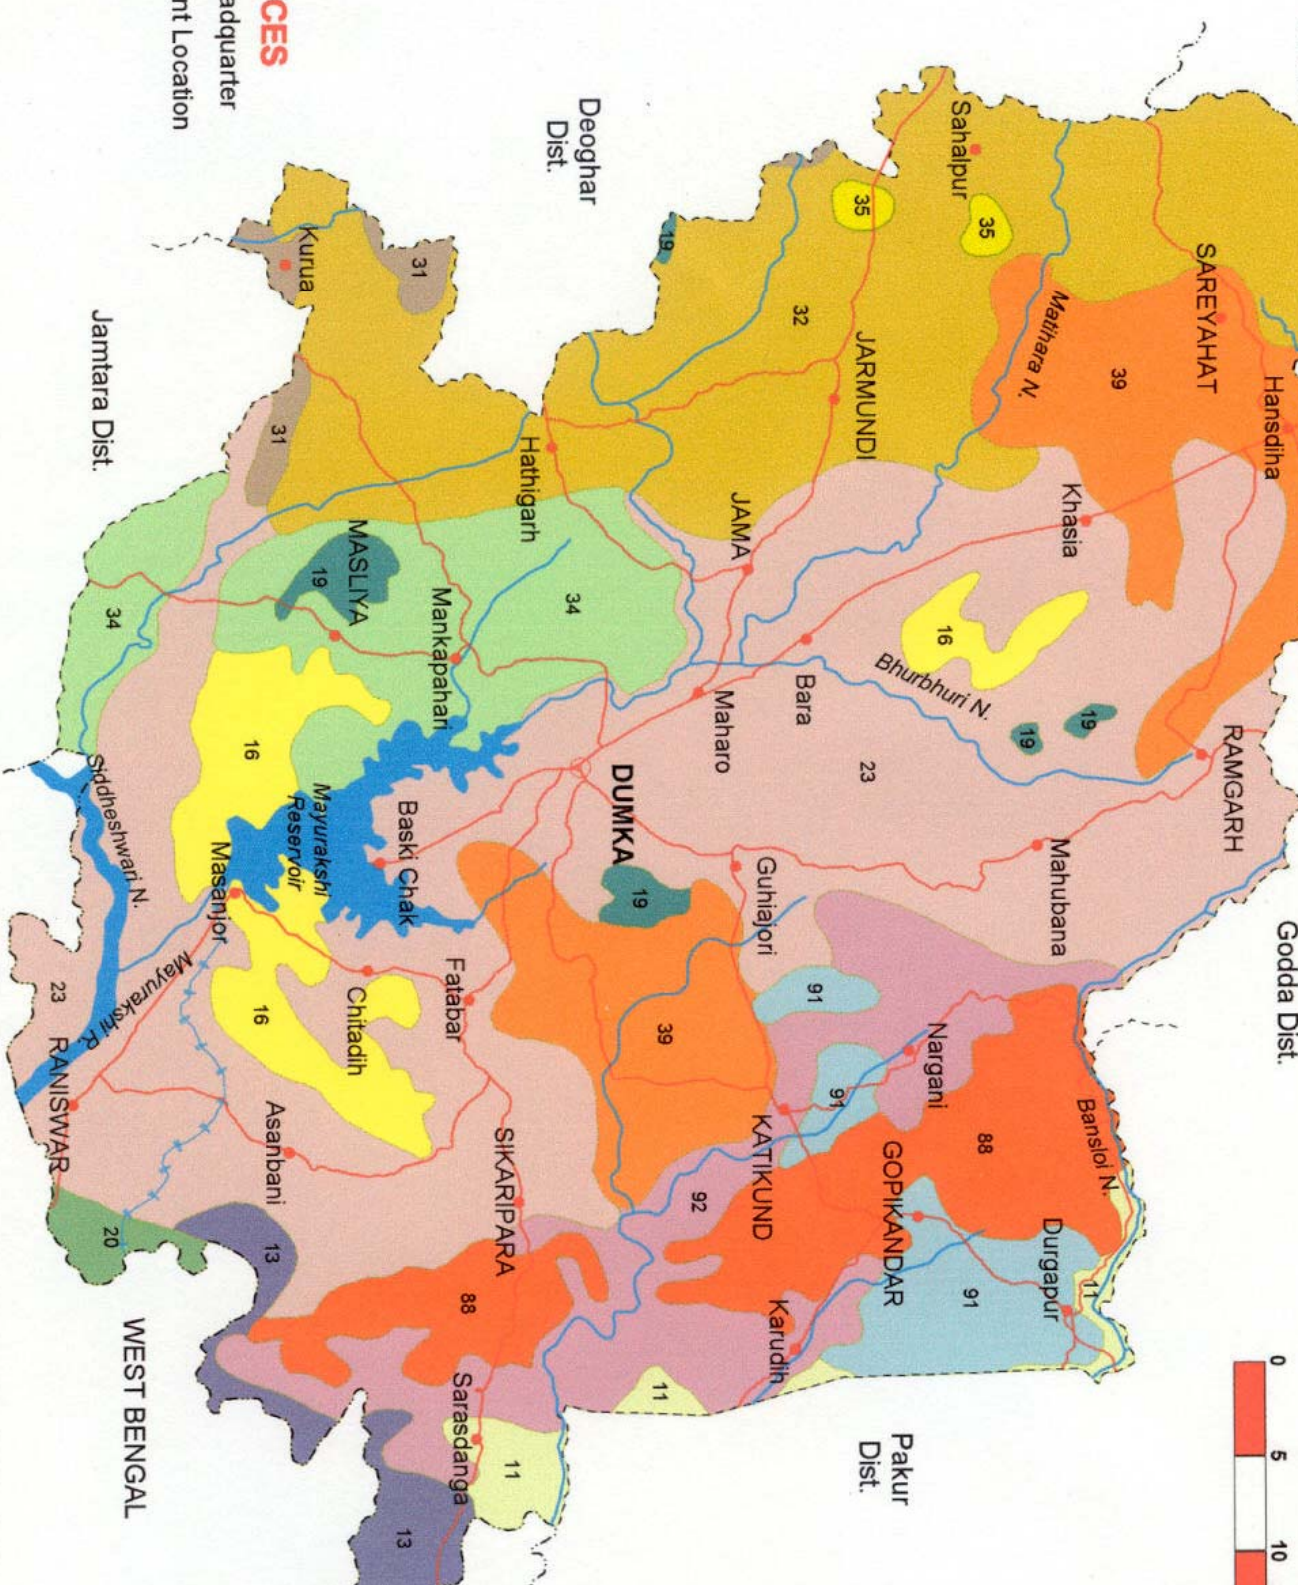 0 5 10
Godda Dist.
Hansdiha
RAMGARH
SAREYAHAT
39
Bansloi N.
19
11
Khasia
Mahubana
Durgapur
Matihara N.
19
35
88
91
Sahalpur
16
Nargani
Bhurbhuri N.
GOPIKANDAR
Pakur
Dist.
23
JARMUNDI
35
91
91
Bara
32
Karudih
Guhiajori
KATIKUND
JAMA
Maharo
92
19
39
11
19
DUMKA
Deoghar
Dist.
34
Hathigarh
11
SIKARIPARA
88
Sarasdanga
Fatabar
Mankapahari
31
Baski Chak
13
MASLIYA
Chitadih
19
Mayurakshi
Reservoir
Kurua
31
CES
Asanbani
13
16
16
adquarter
Masanjor
Mayurakshi R.
nt Location
WEST BENGAL
Siddheshwari N.
34
20
Jamtara Dist.
23
RANISWAR